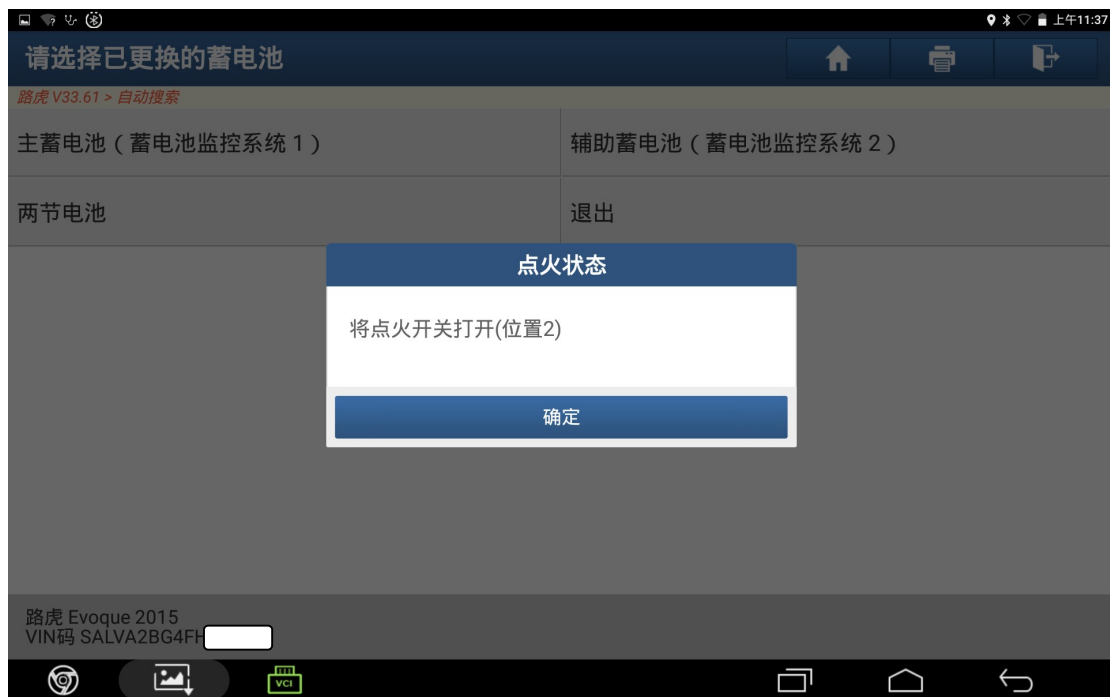 上午11:37
请选择已更换的蓄电池
路虎 V33.61 > 自动搜索
主蓄电池（蓄电池监控系统 1）
辅助蓄电池（蓄电池监控系统 2）
两节电池
退出
点火状态
将点火开关打开(位置2)
确定
路虎 Evoque 2015
VIN码 SALVA2BG4FH
VCI